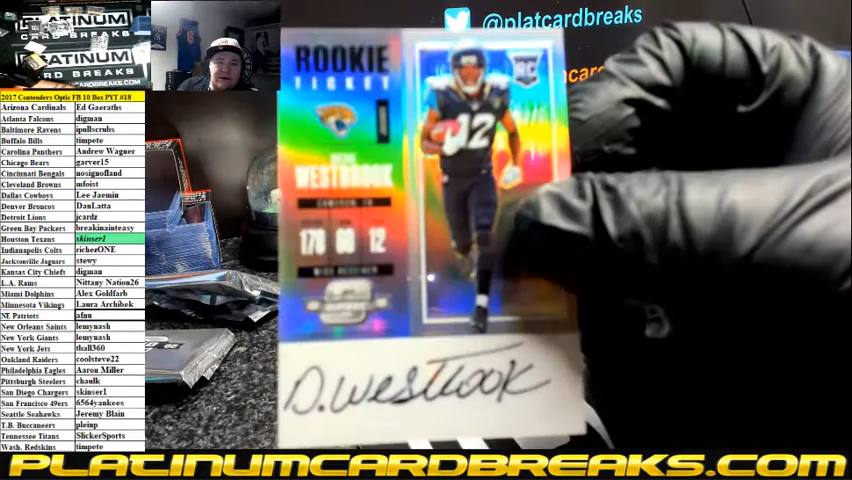 PLATINUM
CARD BREAKS
@platcardbreaks
ROOKIE
TICKET
RC
12
WESTBROOK
CAMERON, TX
178 60 12
WIDE RECEIVER
D. Westbrook
2017 Contenders Optic FB 10 Box PYT #18
Arizona Cardinals Ed Gaeraths
Atlanta Falcons digman
Baltimore Ravens ipullscrubs
Buffalo Bills timpete
Carolina Panthers Andrew Wagner
Chicago Bears garver15
Cincinnati Bengals nosignofland
Cleveland Browns mfoist
Dallas Cowboys Lee Jaemin
Denver Broncos DanLatta
Detroit Lions jcardz
Green Bay Packers breakinainteasy
Houston Texans skinser1
Indianapolis Colts richerONE
Jacksonville Jaguars stewy
Kansas City Chiefs digman
L.A. Rams Nittany Nation26
Miami Dolphins Alex Goldfarb
Minnesota Vikings Laura Archibek
NE Patriots afnu
New Orleans Saints lemynash
New York Giants lemynash
New York Jets tball360
Oakland Raiders coolsteve22
Philadelphia Eagles Aaron Miller
Pittsburgh Steelers chaulk
San Diego Chargers skinser1
San Francisco 49ers 6564yankees
Seattle Seahawks Jeremy Blain
T.B. Buccaneers pleinp
Tennessee Titans SlickerSports
Wash. Redskins timpete
PLATINUMCARDBREAKS.COM